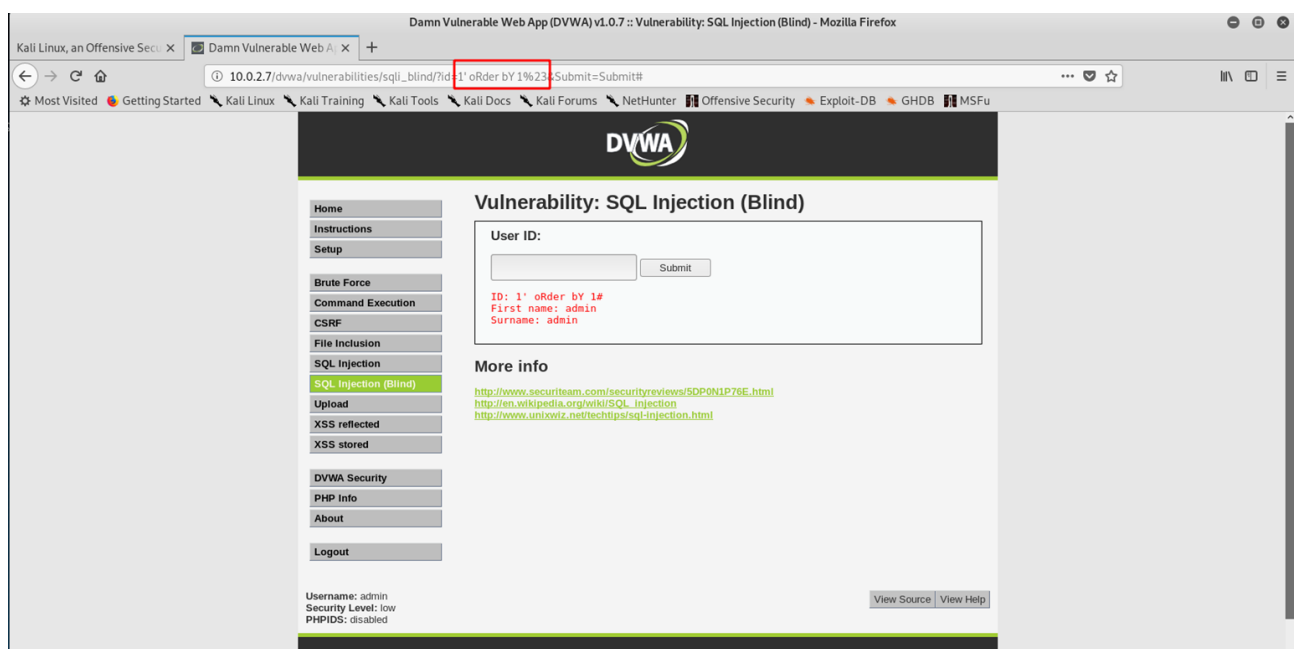 Damn Vulnerable Web App (DVWA) v1.0.7 :: Vulnerability: SQL Injection (Blind) - Mozilla Firefox
Kali Linux, an Offensive Secu
Damn Vulnerable Web A
10.0.2.7/dvwa/vulnerabilities/sqli_blind/?id=1' oRder bY 1%23&Submit=Submit#
Most Visited Getting Started Kali Linux Kali Training Kali Tools Kali Docs Kali Forums NetHunter Offensive Security Exploit-DB GHDB MSFu
DVWA
Home
Instructions
Setup
Brute Force
Command Execution
CSRF
File Inclusion
SQL Injection
SQL Injection (Blind)
Upload
XSS reflected
XSS stored
DVWA Security
PHP Info
About
Logout
Vulnerability: SQL Injection (Blind)
User ID:
Submit
ID: 1' oRder bY 1#
First name: admin
Surname: admin
More info
http://www.securiteam.com/securityreviews/5DP0N1P76E.html
http://en.wikipedia.org/wiki/SQL_injection
http://www.unixwiz.net/techtips/sql-injection.html
Username: admin
Security Level: low
PHPIDS: disabled
View Source View Help